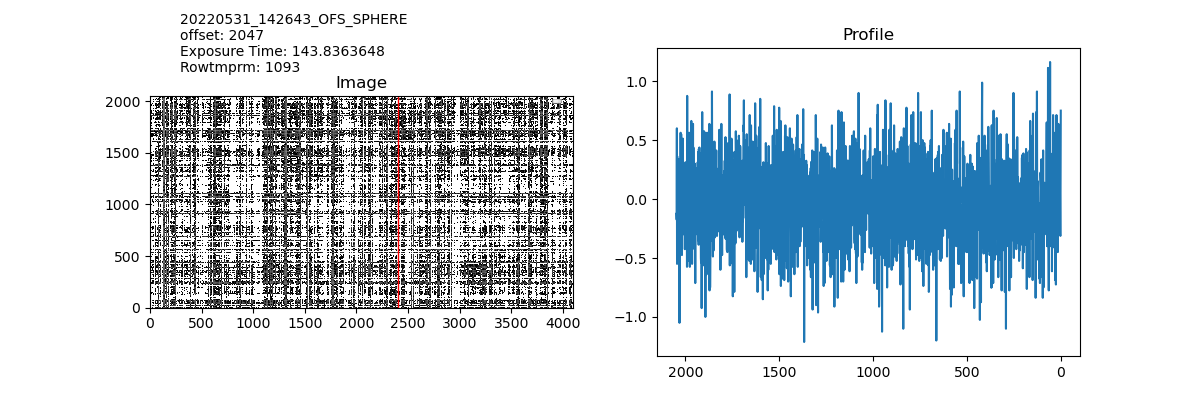 20220531_142643_OFS_SPHERE
offset: 2047
Exposure Time: 143.8363648
Rowtmprm: 1093
Image
2000
1500
1000
500
0
0 500 1000 1500 2000 2500 3000 3500 4000
Profile
1.0
0.5
0.0
−0.5
−1.0
2000 1500 1000 500 0